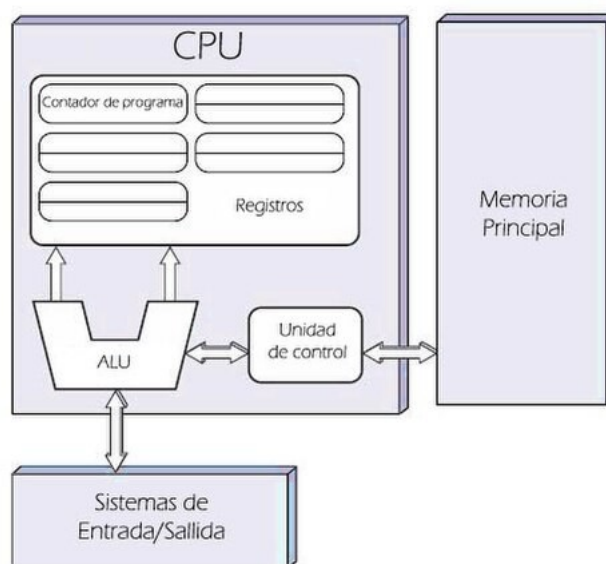 CPU
Contador de programa
Registros
Memoria
Principal
ALU
Unidad
de control
Sistemas de
Entrada/Sallida